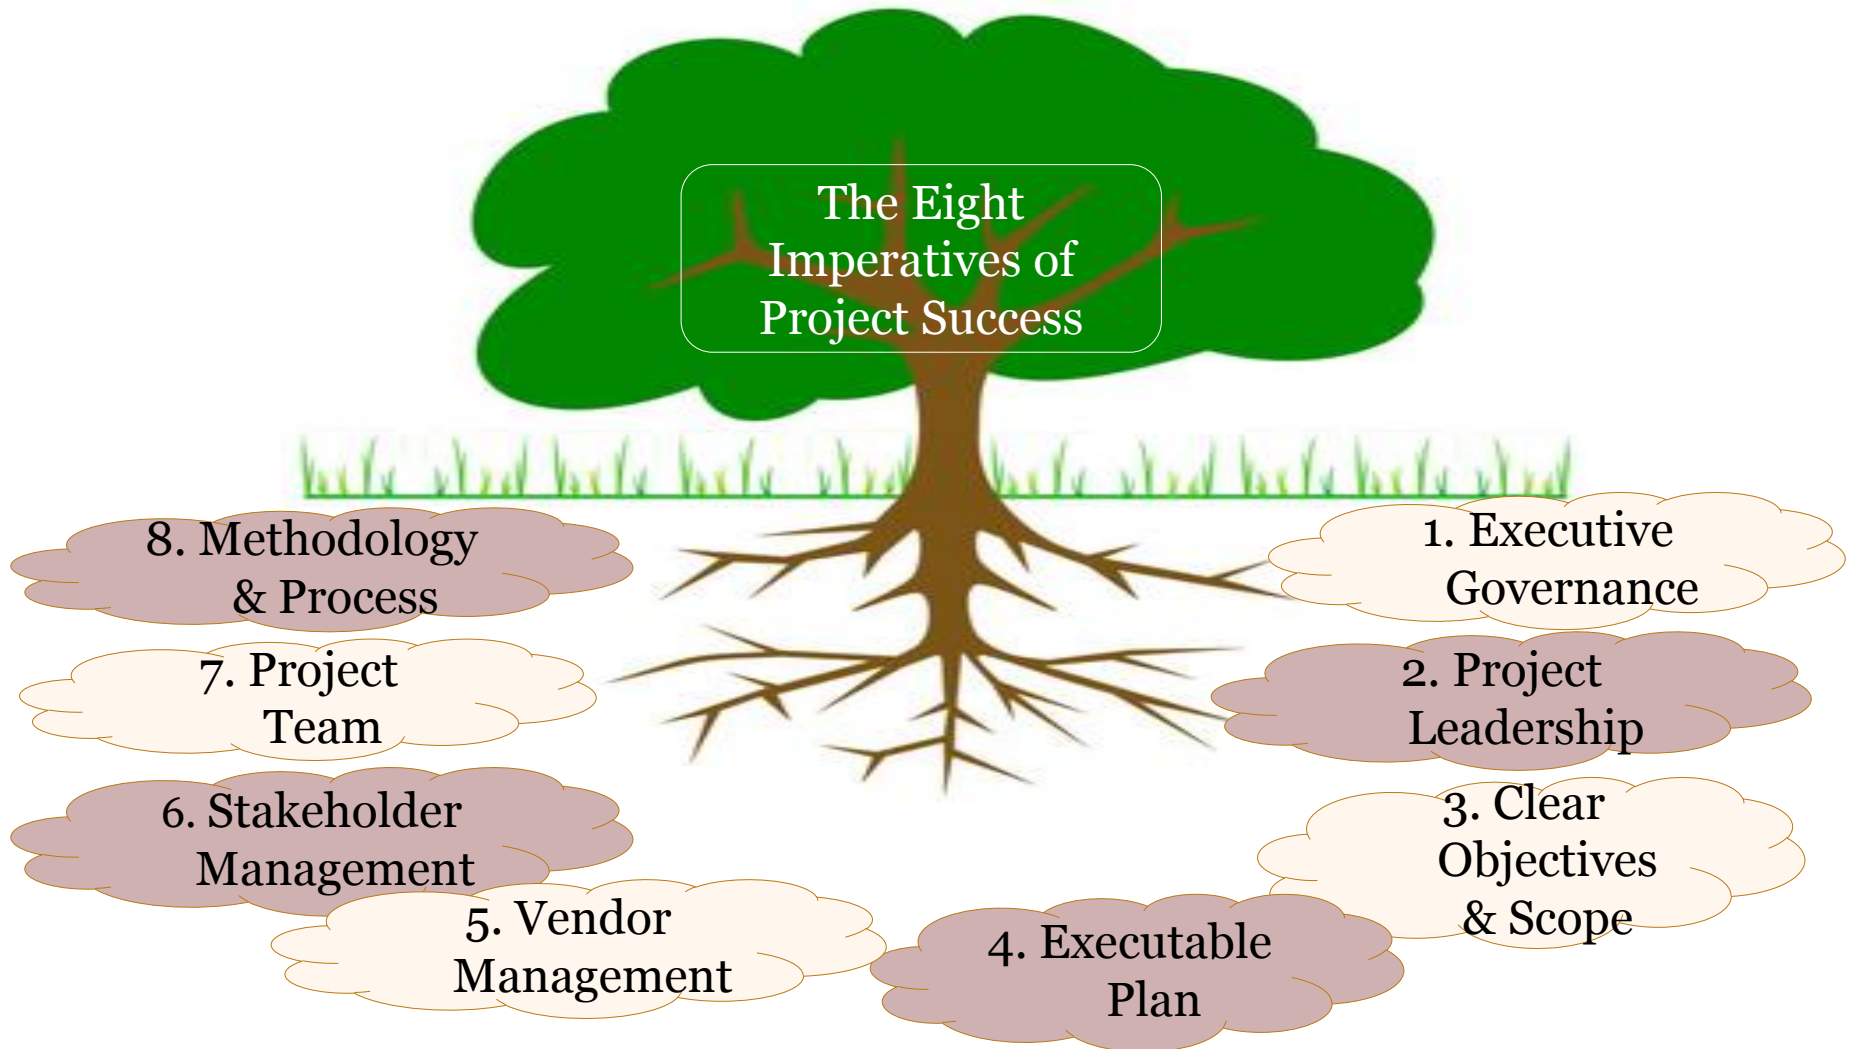 The Eight
Imperatives of
Project Success
1. Executive
Governance
2. Project
Leadership
3. Clear
Objectives
& Scope
4. Executable
Plan
5. Vendor
Management
6. Stakeholder
Management
7. Project
Team
8. Methodology
& Process